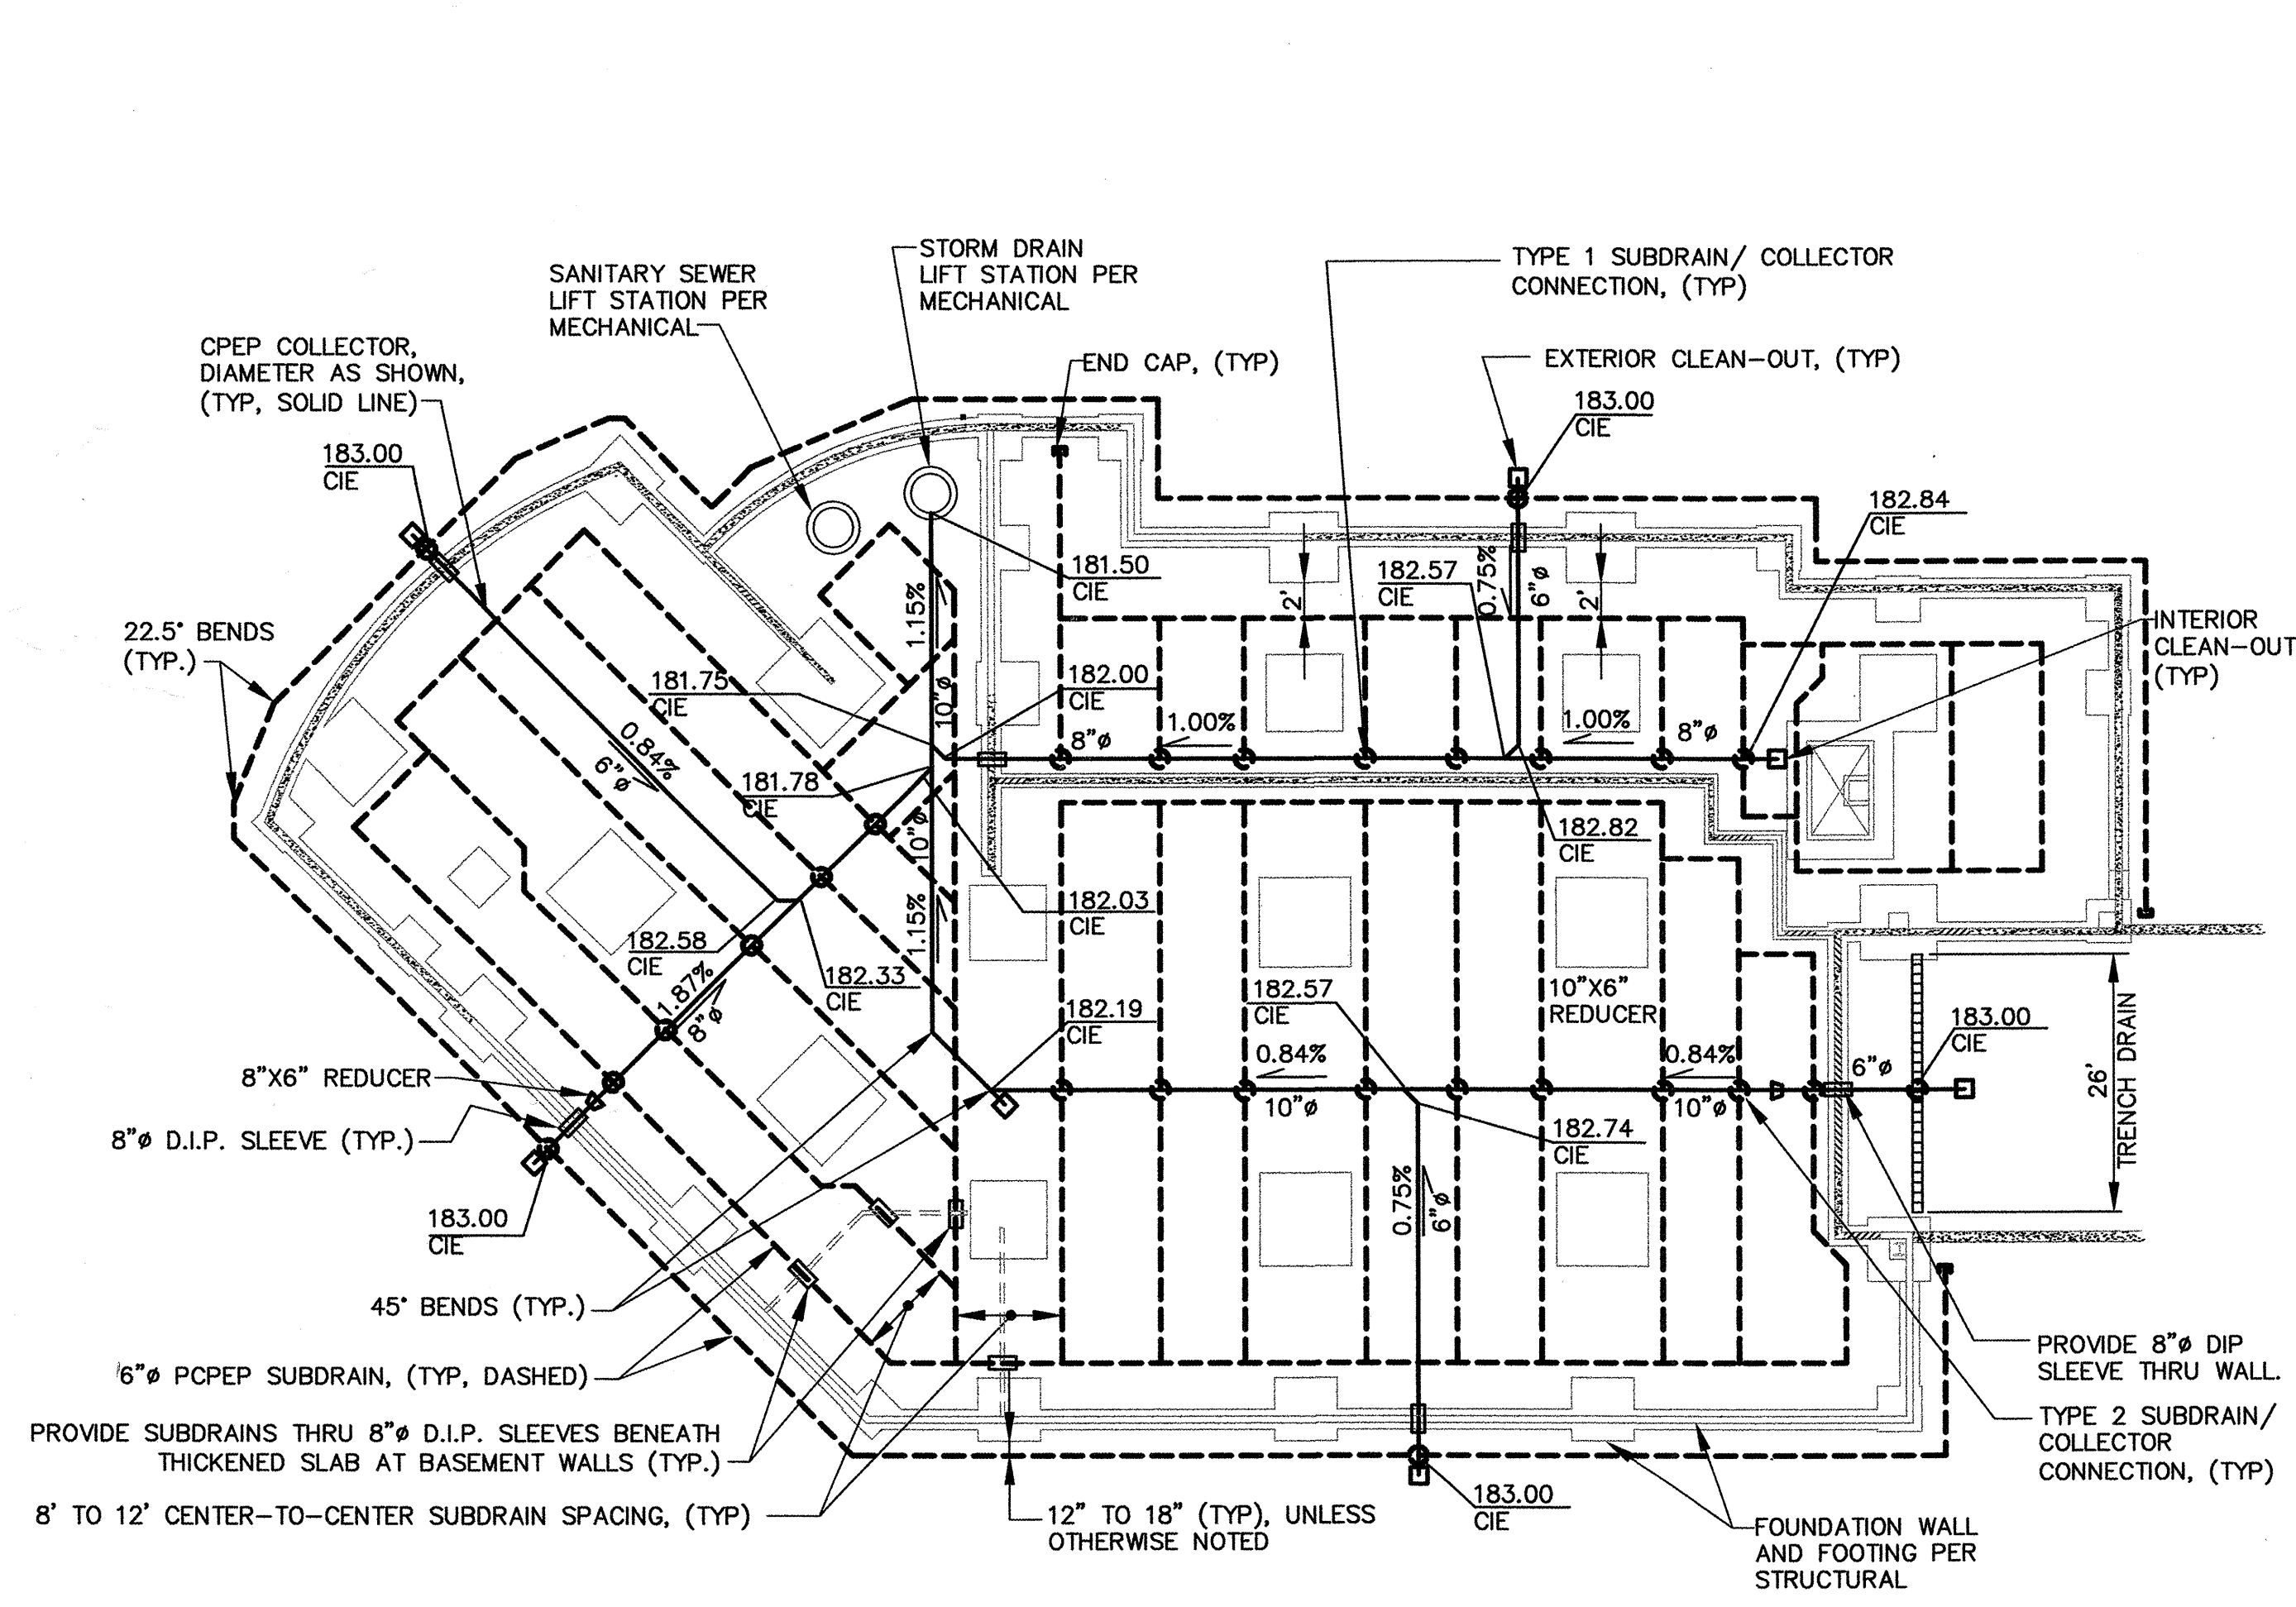 STORM DRAIN
LIFT STATION PER
MECHANICAL
TYPE 1 SUBDRAIN/ COLLECTOR
CONNECTION, (TYP)
SANITARY SEWER
LIFT STATION PER
MECHANICAL
CPEP COLLECTOR,
DIAMETER AS SHOWN,
(TYP, SOLID LINE)
END CAP, (TYP)
EXTERIOR CLEAN-OUT, (TYP)
183.00
CIE
183.00
CIE
182.84
CIE
181.50
CIE
182.57
CIE
0.75%
6"ø
2'
2'
1.15%
22.5° BENDS
(TYP.)
INTERIOR
CLEAN-OUT
(TYP)
181.75
CIE
182.00
CIE
10"ø
8"ø
1.00%
1.00%
8"ø
0.84%
6"ø
181.78
CIE
10"ø
182.82
CIE
182.03
CIE
1.15%
182.58
CIE
182.33
CIE
1.87%
8"ø
182.19
CIE
182.57
CIE
10"X6"
REDUCER
183.00
CIE
0.84%
10"ø
0.84%
10"ø
6"ø
26'
TRENCH DRAIN
8"X6" REDUCER
8"ø D.I.P. SLEEVE (TYP.)
182.74
CIE
0.75%
6"ø
183.00
CIE
45° BENDS (TYP.)
6"ø PCPEP SUBDRAIN, (TYP, DASHED)
PROVIDE 8"ø DIP
SLEEVE THRU WALL.
PROVIDE SUBDRAINS THRU 8"ø D.I.P. SLEEVES BENEATH
THICKENED SLAB AT BASEMENT WALLS (TYP.)
TYPE 2 SUBDRAIN/
COLLECTOR
CONNECTION, (TYP)
8' TO 12' CENTER-TO-CENTER SUBDRAIN SPACING, (TYP)
12" TO 18" (TYP), UNLESS
OTHERWISE NOTED
183.00
CIE
FOUNDATION WALL
AND FOOTING PER
STRUCTURAL